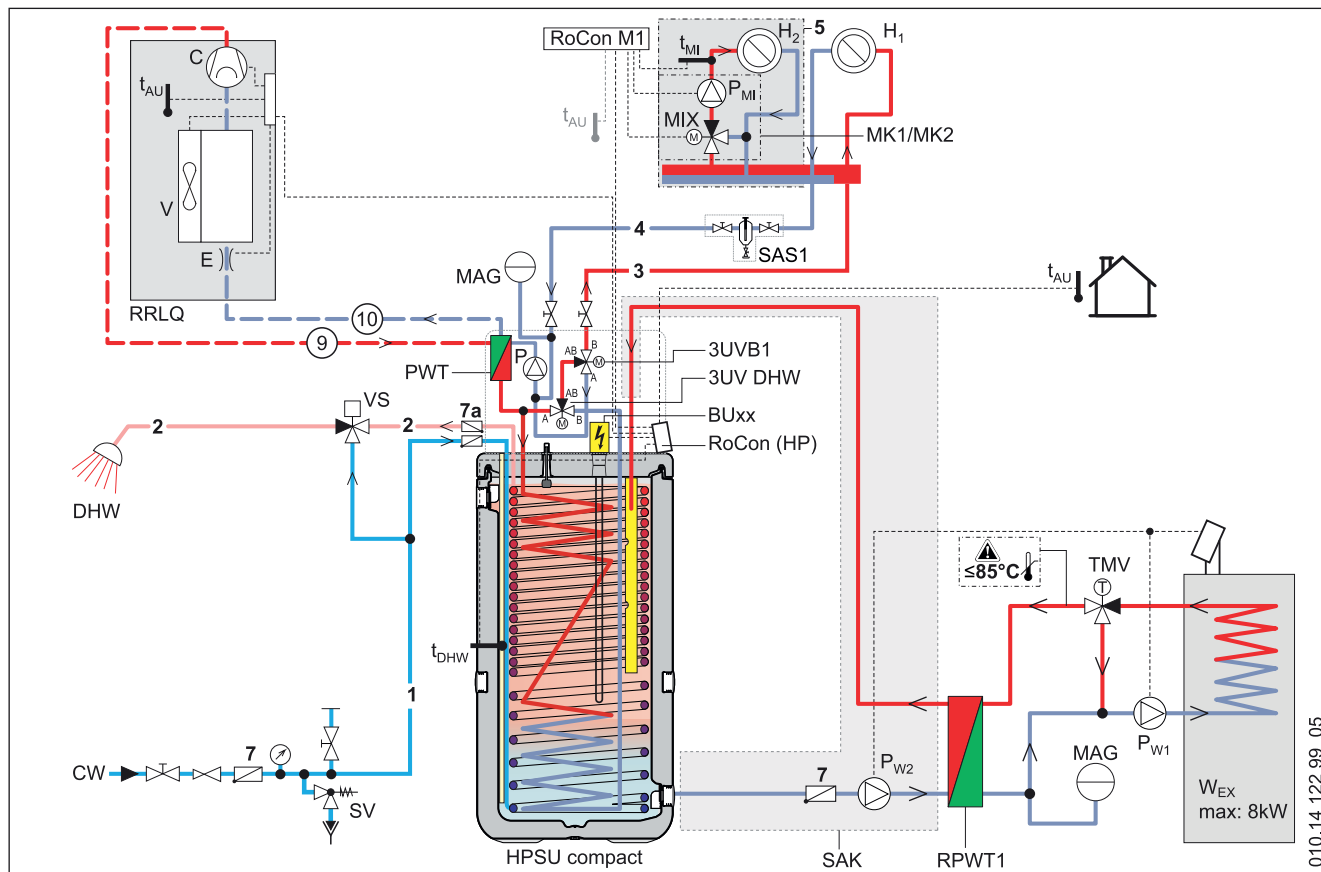 RoCon M1
5
H2
H1
tMI
C
tAU
PMI
tAU
MIX
M
MK1/MK2
V
4
SAS1
E
3
MAG
tAU
RRLQ
10
9
AB
B
M
A
3UVB1
P
PWT
AB
3UV DHW
A
B
M
VS
7a
BUxx
2
2
RoCon (HP)
DHW
≤85°C
TMV
T
tDHW
1
7
CW
SV
7
PW2
PW1
MAG
WEX
max: 8kW
HPSU compact
SAK
RPWT1
010.14 122 99_05